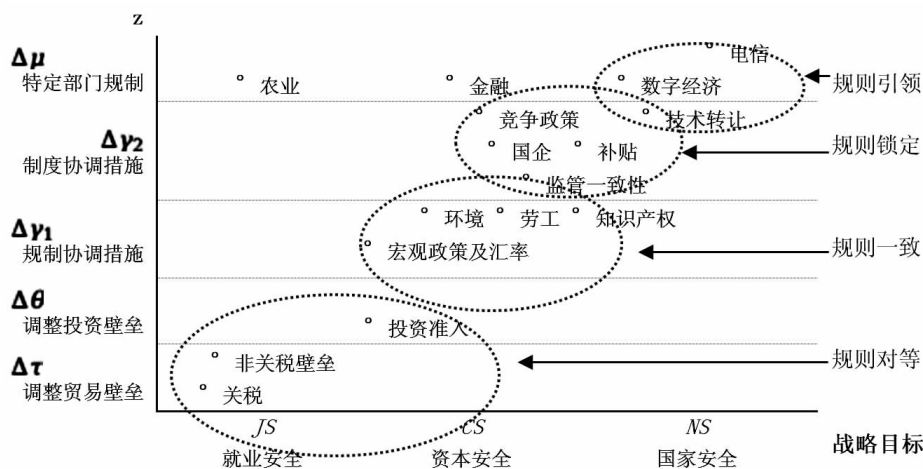 z
电信
Δμ
特定部门规制
农业
金融
数字经济
规则引领
竞争政策
技术转让
Δγ2
制度协调措施
国企
补贴
规则锁定
监管一致性
环境
劳工
知识产权
Δγ1
规制协调措施
宏观政策及汇率
规则一致
Δθ
调整投资壁垒
投资准入
非关税壁垒
规则对等
Δτ
调整贸易壁垒
关税
JS
CS
NS
就业安全
资本安全
国家安全
战略目标